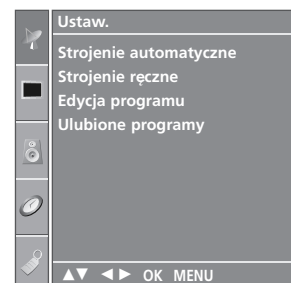 Ustaw.
Strojenie automatyczne
Strojenie ręczne
Edycja programu
Ulubione programy
▲▼ ◄► OK MENU